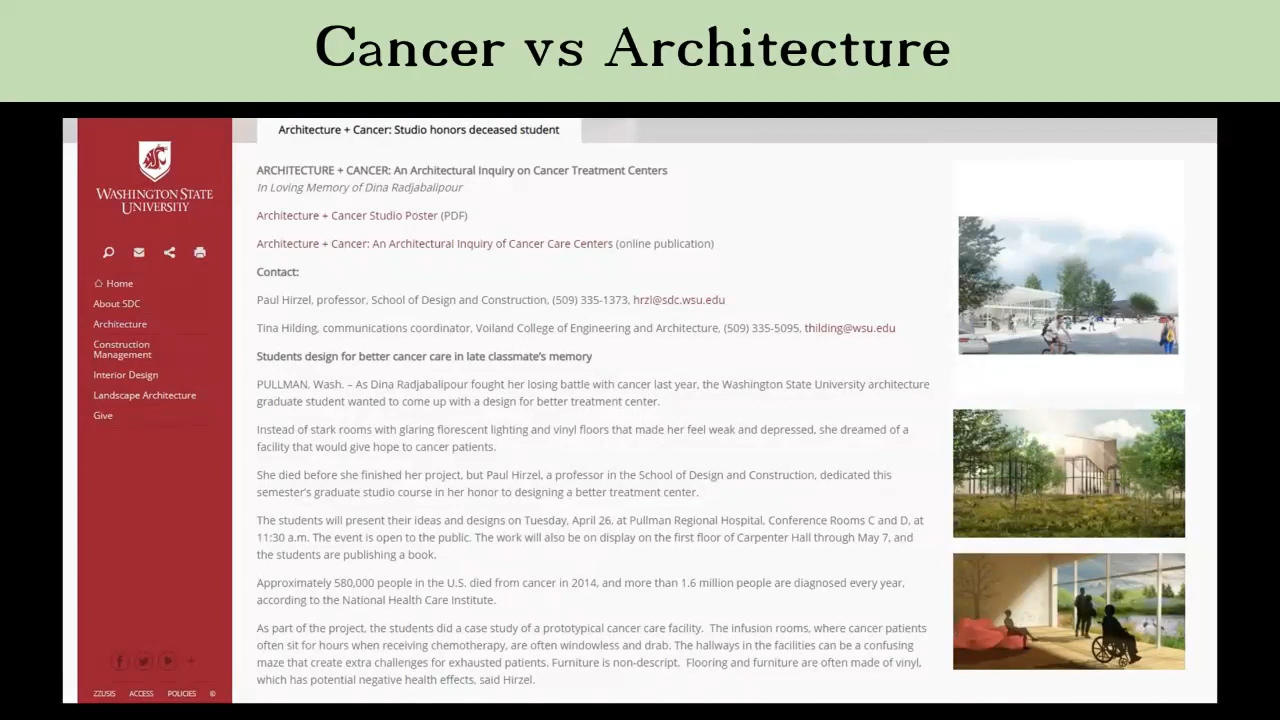 Cancer vs Architecture
Architecture + Cancer: Studio honors deceased student
WASHINGTON STATE
UNIVERSITY
Home
About SDC
Architecture
Construction
Management
Interior Design
Landscape Architecture
Give
ZZUSIS ACCESS POLICIES ©
ARCHITECTURE + CANCER: An Architectural Inquiry on Cancer Treatment Centers
In Loving Memory of Dina Radjabalipour
Architecture + Cancer Studio Poster (PDF)
Architecture + Cancer: An Architectural Inquiry of Cancer Care Centers (online publication)
Contact:
Paul Hirzel, professor, School of Design and Construction, (509) 335-1373, hrzl@sdc.wsu.edu
Tina Hilding, communications coordinator, Voiland College of Engineering and Architecture, (509) 335-5095, thilding@wsu.edu
Students design for better cancer care in late classmate's memory
PULLMAN, Wash. – As Dina Radjabalipour fought her losing battle with cancer last year, the Washington State University architecture
graduate student wanted to come up with a design for better treatment center.
Instead of stark rooms with glaring florescent lighting and vinyl floors that made her feel weak and depressed, she dreamed of a
facility that would give hope to cancer patients.
She died before she finished her project, but Paul Hirzel, a professor in the School of Design and Construction, dedicated this
semester's graduate studio course in her honor to designing a better treatment center.
The students will present their ideas and designs on Tuesday, April 26, at Pullman Regional Hospital, Conference Rooms C and D, at
11:30 a.m. The event is open to the public. The work will also be on display on the first floor of Carpenter Hall through May 7, and
the students are publishing a book.
Approximately 580,000 people in the U.S. died from cancer in 2014, and more than 1.6 million people are diagnosed every year,
according to the National Health Care Institute.
As part of the project, the students did a case study of a prototypical cancer care facility. The infusion rooms, where cancer patients
often sit for hours when receiving chemotherapy, are often windowless and drab. The hallways in the facilities can be a confusing
maze that create extra challenges for exhausted patients. Furniture is non-descript. Flooring and furniture are often made of vinyl,
which has potential negative health effects, said Hirzel.